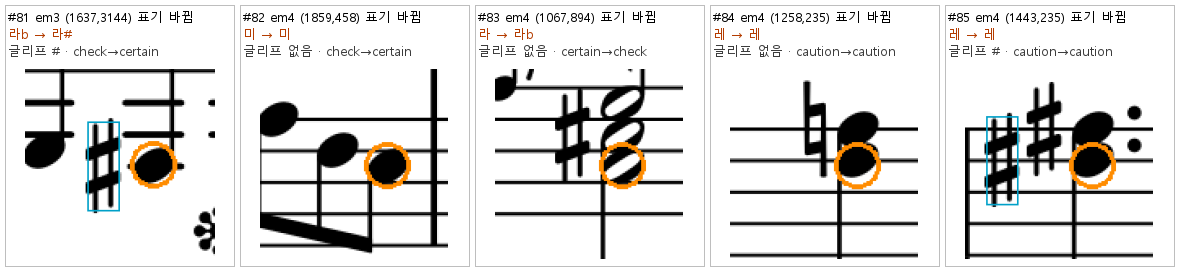 #81 em3 (1637,3144) 표기 바뀜
라b → 라#
글리프 # · check→certain
#82 em4 (1859,458) 표기 바뀜
미 → 미
글리프 없음 · check→certain
#83 em4 (1067,894) 표기 바뀜
라 → 라b
글리프 없음 · certain→check
#84 em4 (1258,235) 표기 바뀜
레 → 레
글리프 없음 · caution→caution
#85 em4 (1443,235) 표기 바뀜
레 → 레
글리프 # · caution→caution